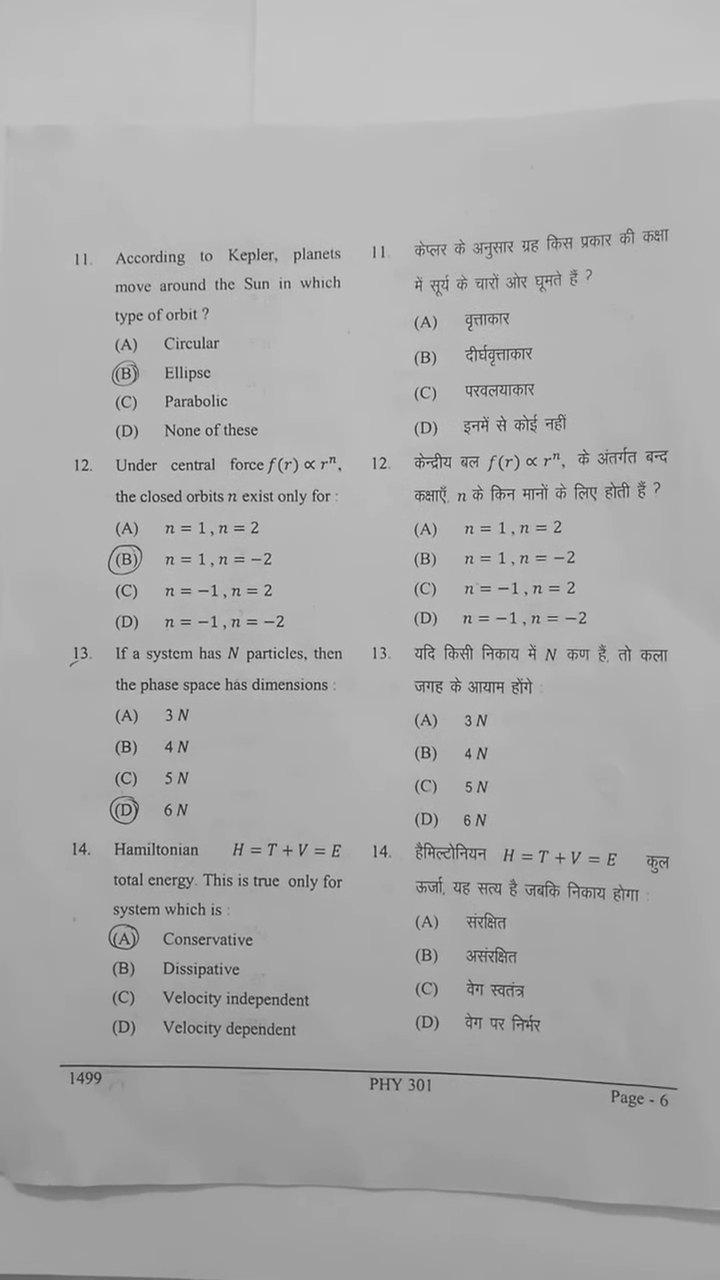 11. According to Kepler, planets
move around the Sun in which
type of orbit ?
(A) Circular
(B) Ellipse
(C) Parabolic
(D) None of these
12. Under central force f(r) ∝ rⁿ,
the closed orbits n exist only for :
(A) n = 1 , n = 2
(B) n = 1 , n = −2
(C) n = −1 , n = 2
(D) n = −1 , n = −2
13. If a system has N particles, then
the phase space has dimensions :
(A) 3 N
(B) 4 N
(C) 5 N
(D) 6 N
14. Hamiltonian H = T + V = E
total energy. This is true only for
system which is :
(A) Conservative
(B) Dissipative
(C) Velocity independent
(D) Velocity dependent
11. केप्लर के अनुसार ग्रह किस प्रकार की कक्षा
में सूर्य के चारों ओर घूमते हैं ?
(A) वृत्ताकार
(B) दीर्घवृत्ताकार
(C) परवलयाकार
(D) इनमें से कोई नहीं
12. केन्द्रीय बल f(r) ∝ rⁿ, के अंतर्गत बन्द
कक्षाएँ, n के किन मानों के लिए होती हैं ?
(A) n = 1 , n = 2
(B) n = 1 , n = −2
(C) n = −1 , n = 2
(D) n = −1 , n = −2
13. यदि किसी निकाय में N कण हैं, तो कला
जगह के आयाम होंगे :
(A) 3 N
(B) 4 N
(C) 5 N
(D) 6 N
14. हैमिल्टोनियन H = T + V = E कुल
ऊर्जा, यह सत्य है जबकि निकाय होगा :
(A) संरक्षित
(B) असंरक्षित
(C) वेग स्वतंत्र
(D) वेग पर निर्भर
1499 PHY 301 Page - 6